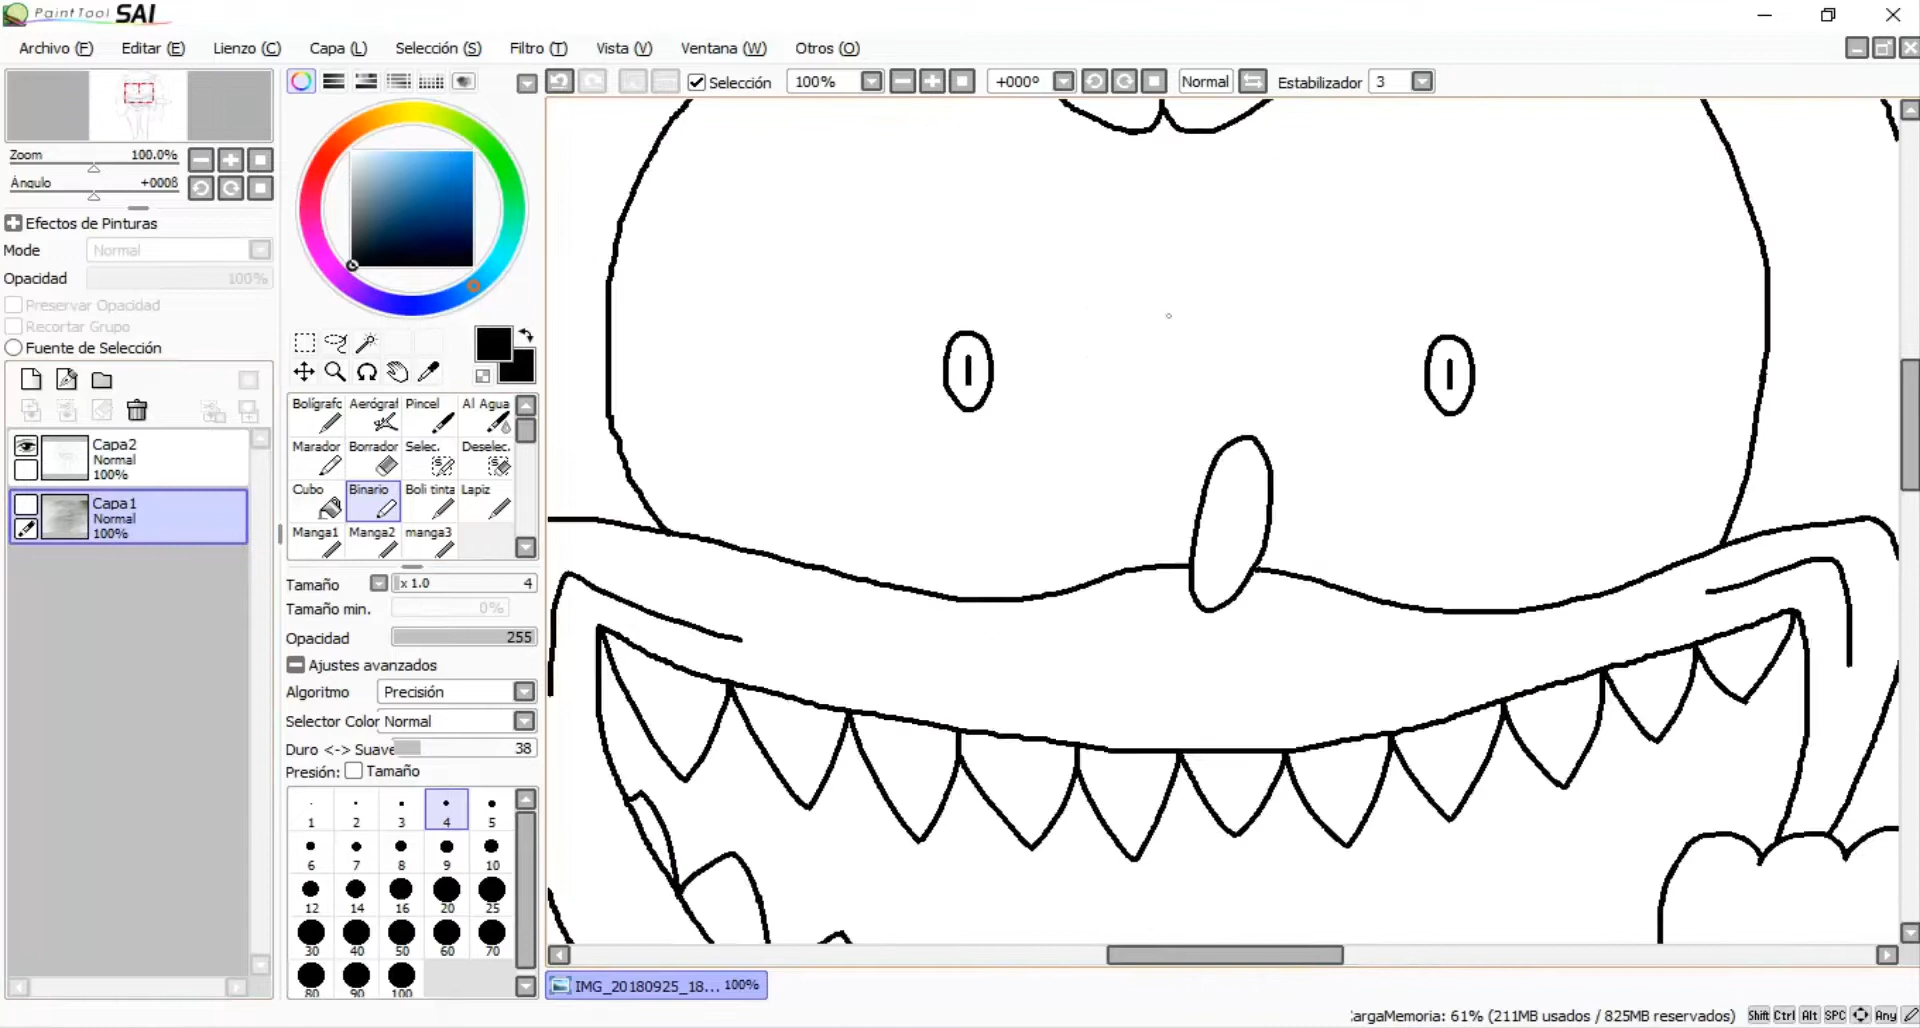 PaintTool SAI
Archivo (F) Editar (E) Lienzo (C) Capa (L) Selección (S) Filtro (T) Vista (V) Ventana (W) Otros (O)
Selección 100% +000º Normal Estabilizador 3
Zoom 100.0%
Ángulo +0008
Efectos de Pinturas
Mode Normal
Opacidad 100%
Preservar Opacidad
Recortar Grupo
Fuente de Selección
Capa2
Normal
100%
Capa1
Normal
100%
Bolígrafc Aerógraf Pincel Al Agua
Marador Borrador Selec. Deselec.
Cubo Binario Boli tinta Lapiz
Manga1 Manga2 manga3
Tamaño x 1.0 4
Tamaño min. 0%
Opacidad 255
Ajustes avanzados
Algoritmo Precisión
Selector Color Normal
Duro <-> Suave 38
Presión: Tamaño
1 2 3 4 5
6 7 8 9 10
12 14 16 20 25
30 40 50 60 70
80 90 100
IMG_20180925_18... 100%
:argaMemoria: 61% (211MB usados / 825MB reservados) Shift Ctrl Alt SPC Any